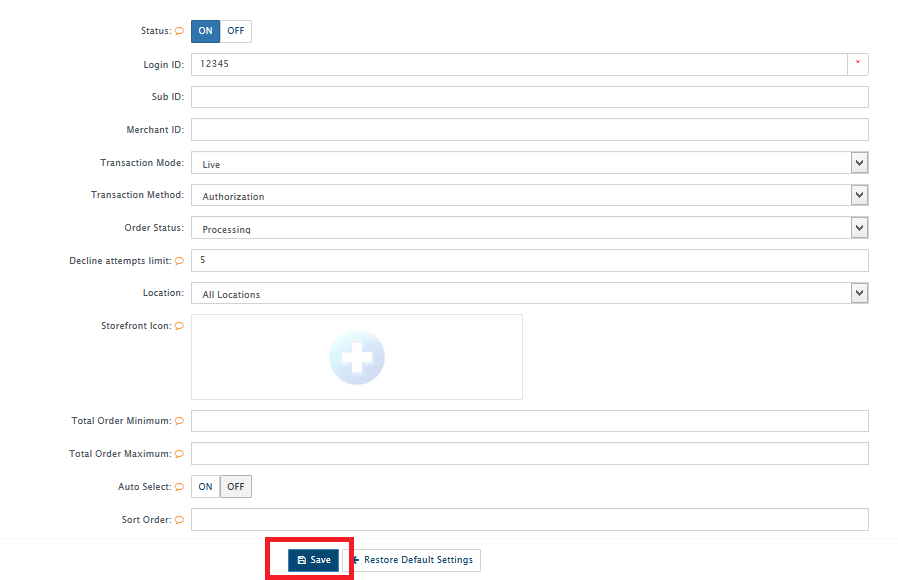 Status: ON OFF
Login ID: 12345 *
Sub ID:
Merchant ID:
Transaction Mode: Live
Transaction Method: Authorization
Order Status: Processing
Decline attempts limit: 5
Location: All Locations
Storefront Icon:
Total Order Minimum:
Total Order Maximum:
Auto Select: ON OFF
Sort Order:
Save Restore Default Settings